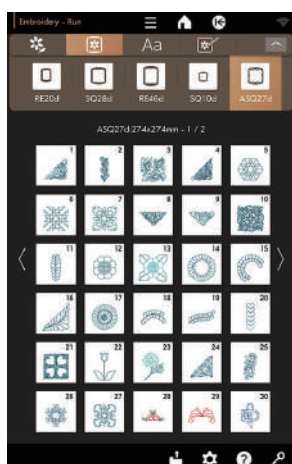 Embroidery - Run
Aa
RE20d SQ28d RE46d SQ10d ASQ27d
ASQ27d:274x274mm - 1 / 2
1 2 3 4 5
6 7 8 9 10
11 12 13 14 15
16 17 18 19 20
21 22 23 24 25
26 27 28 29 30
?